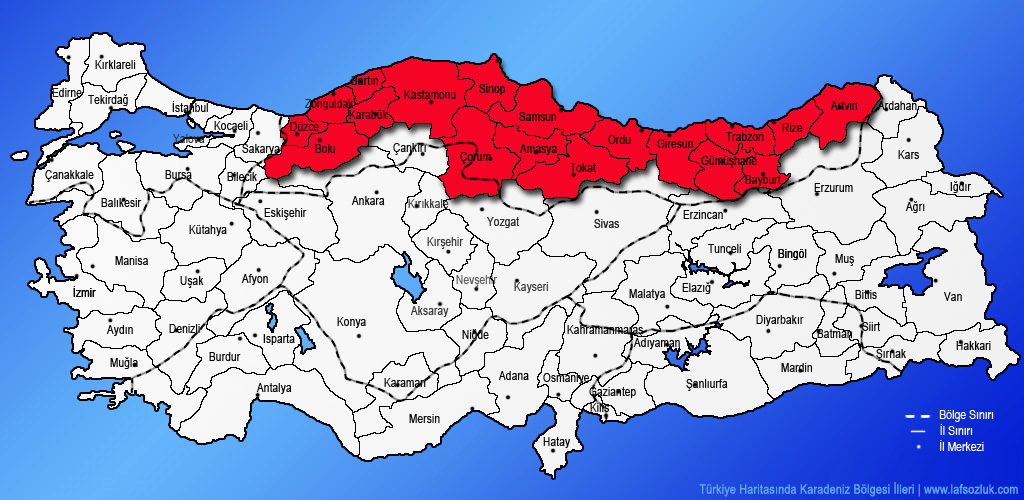 Kırklareli
Edirne
Tekirdağ
İstanbul
Kocaeli
Yalova
Sakarya
Düzce
Bolu
Zonguldak
Bartın
Karabük
Kastamonu
Sinop
Samsun
Çankırı
Çorum
Amasya
Tokat
Ordu
Giresun
Trabzon
Gümüşhane
Bayburt
Rize
Artvin
Ardahan
Kars
Iğdır
Ağrı
Erzurum
Erzincan
Çanakkale
Bursa
Bilecik
Balıkesir
Eskişehir
Kütahya
Ankara
Kırıkkale
Yozgat
Sivas
Kırşehir
Nevşehir
Kayseri
Tunçeli
Bingöl
Muş
Elazığ
Malatya
Bitlis
Van
Manisa
Uşak
Afyon
İzmir
Aksaray
Konya
Niğde
Kahramanmaraş
Adıyaman
Diyarbakır
Batman
Siirt
Şırnak
Hakkari
Aydın
Denizli
Isparta
Burdur
Muğla
Antalya
Karaman
Mersin
Adana
Osmaniye
Gaziantep
Kilis
Şanlıurfa
Mardin
Hatay
Bölge Sınırı
İl Sınırı
İl Merkezi
Türkiye Haritasında Karadeniz Bölgesi İlleri | www.lafsozluk.com